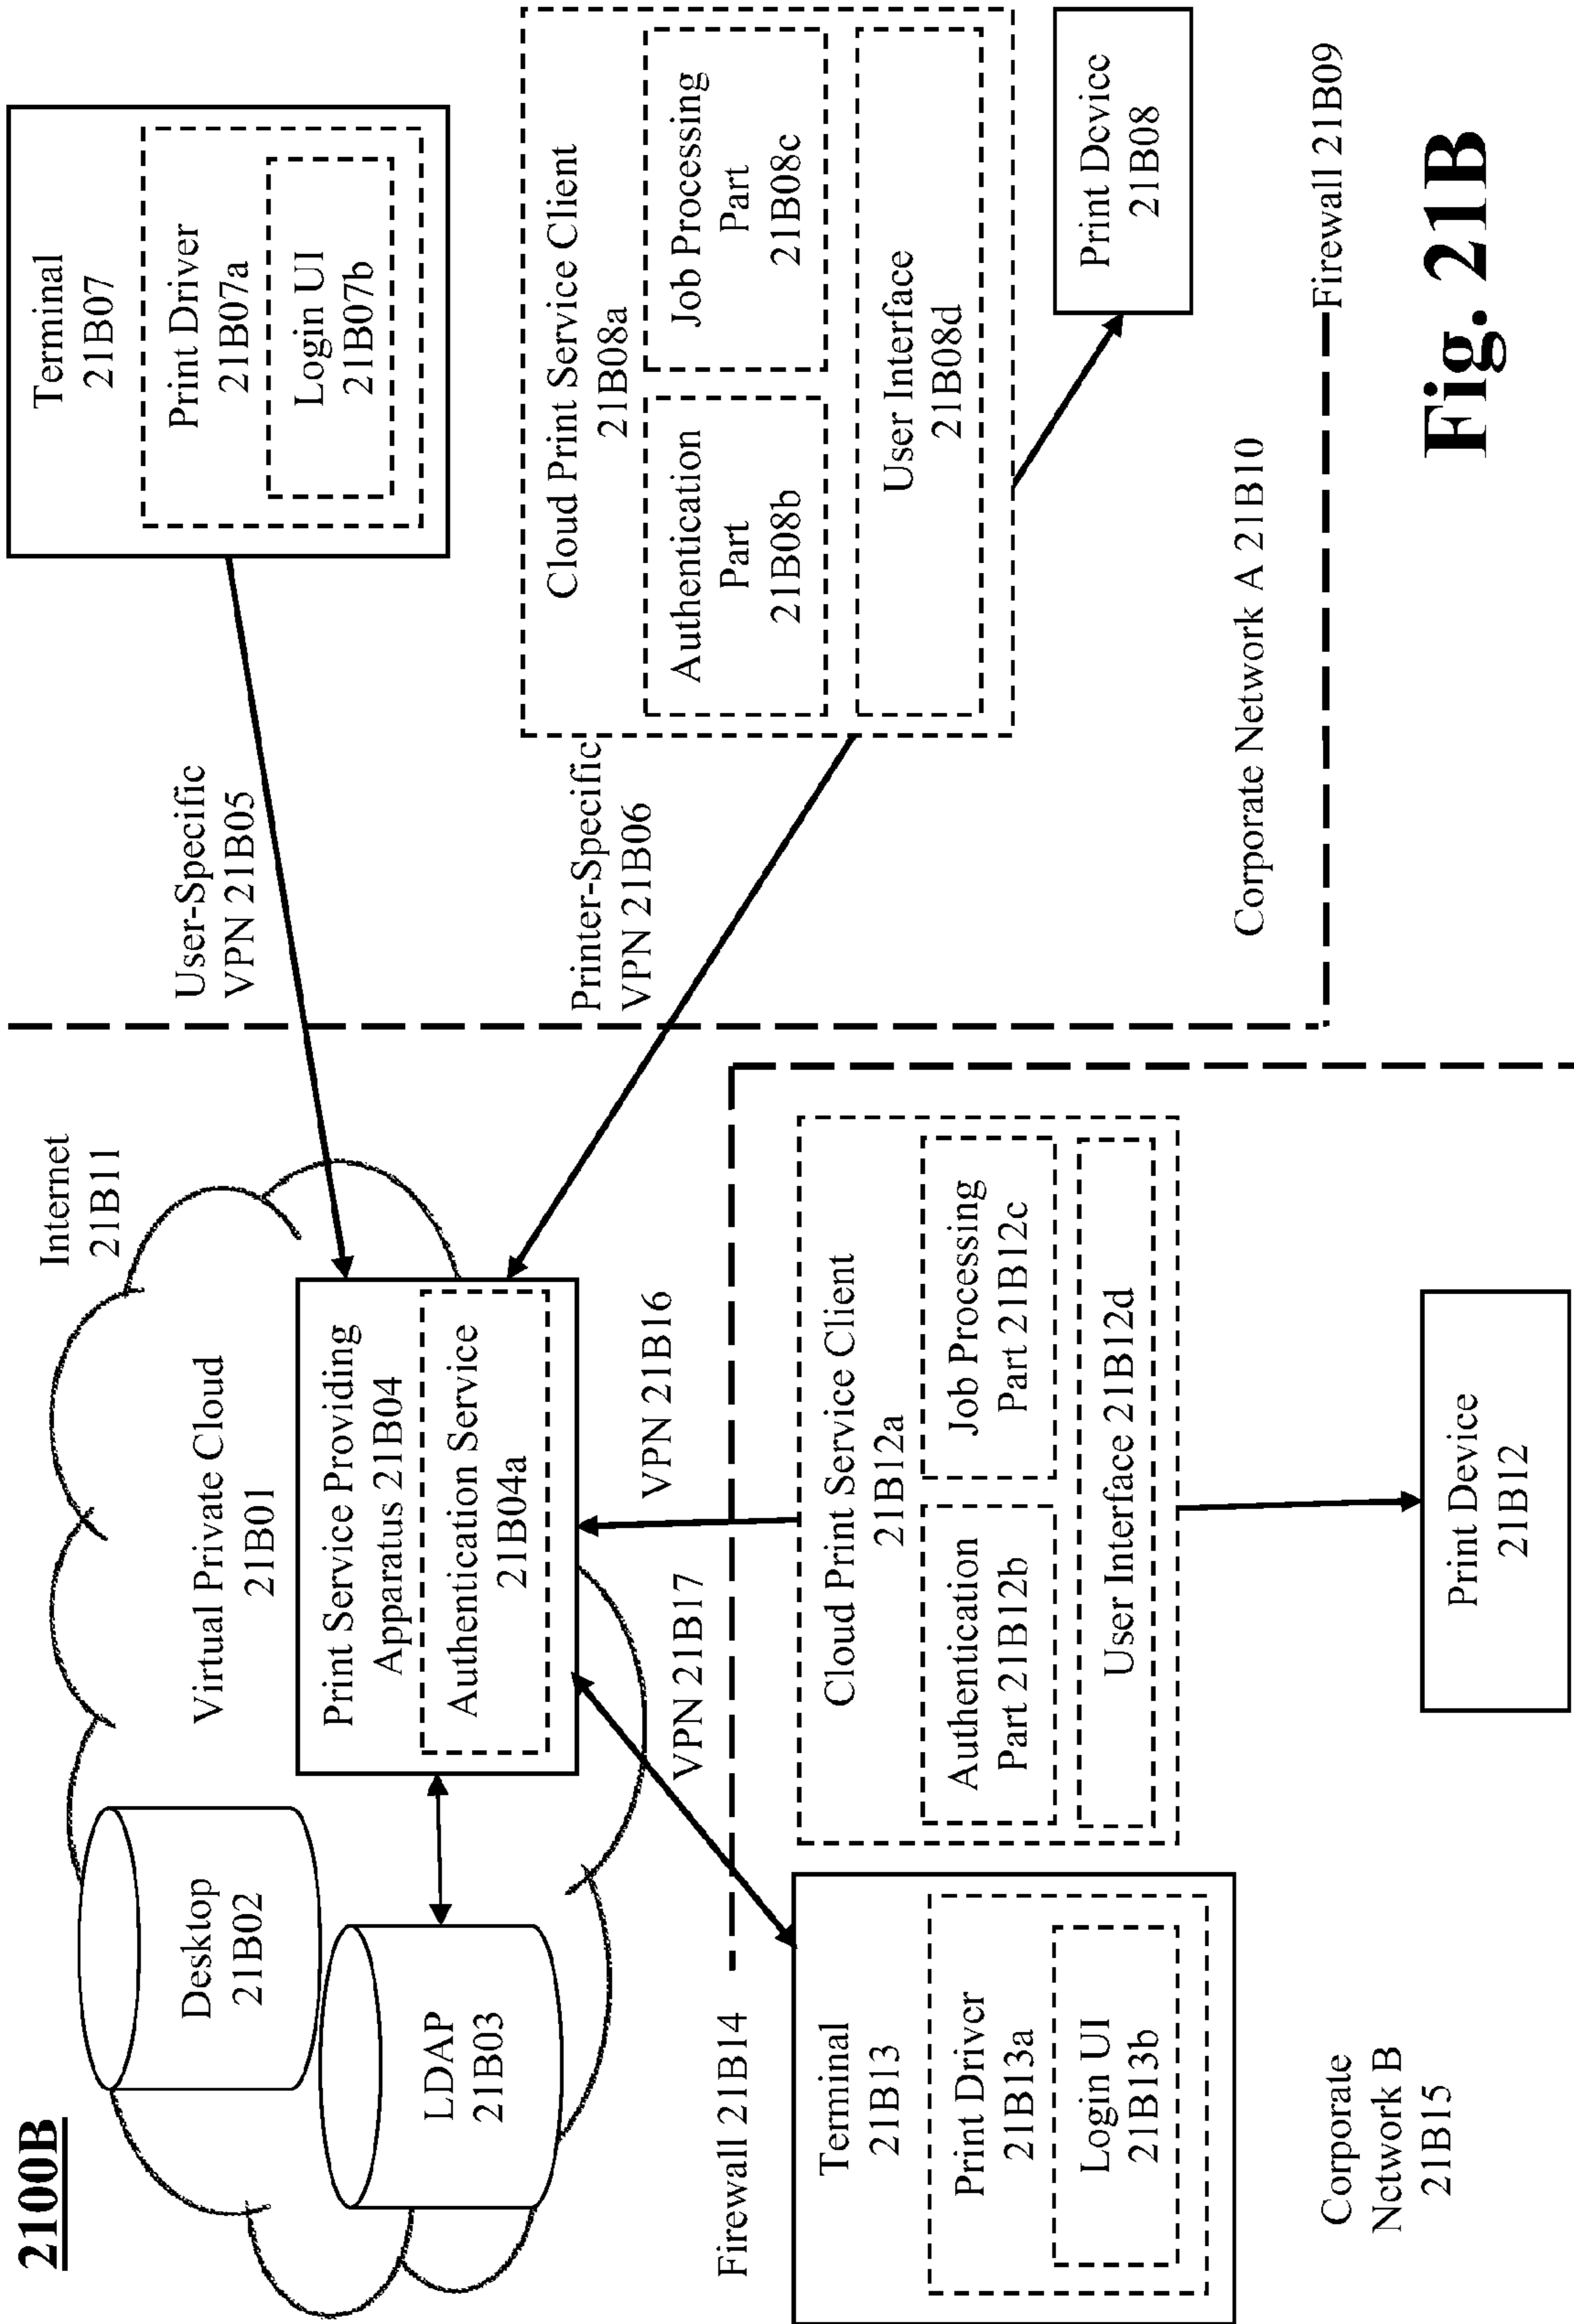 2100B
Desktop
21B02
LDAP
21B03
Virtual Private Cloud
21B01
Print Service Providing
Apparatus 21B04
Authentication Service
21B04a
Internet
21B11
User-Specific
VPN 21B05
Printer-Specific
VPN 21B06
Terminal
21B07
Print Driver
21B07a
Login UI
21B07b
Cloud Print Service Client
21B08a
Authentication
Part
21B08b
Job Processing
Part
21B08c
User Interface
21B08d
Print Device
21B08
Corporate Network A 21B10
Firewall 21B09
Firewall 21B14
VPN 21B17
VPN 21B16
Terminal
21B13
Print Driver
21B13a
Login UI
21B13b
Cloud Print Service Client
21B12a
Authentication
Part 21B12b
Job Processing
Part 21B12c
User Interface 21B12d
Print Device
21B12
Corporate
Network B
21B15
Fig. 21B